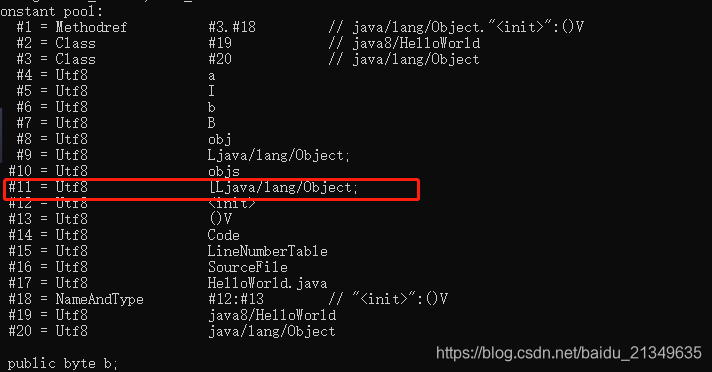 onstant pool:
#1 = Methodref #3.#18 // java/lang/Object."<init>":()V
#2 = Class #19 // java8/HelloWorld
#3 = Class #20 // java/lang/Object
#4 = Utf8 a
#5 = Utf8 I
#6 = Utf8 b
#7 = Utf8 B
#8 = Utf8 obj
#9 = Utf8 Ljava/lang/Object;
#10 = Utf8 objs
#11 = Utf8 [Ljava/lang/Object;
#12 = Utf8 <init>
#13 = Utf8 ()V
#14 = Utf8 Code
#15 = Utf8 LineNumberTable
#16 = Utf8 SourceFile
#17 = Utf8 HelloWorld.java
#18 = NameAndType #12:#13 // "<init>":()V
#19 = Utf8 java8/HelloWorld
#20 = Utf8 java/lang/Object
public byte b;
https://blog.csdn.net/baidu_21349635